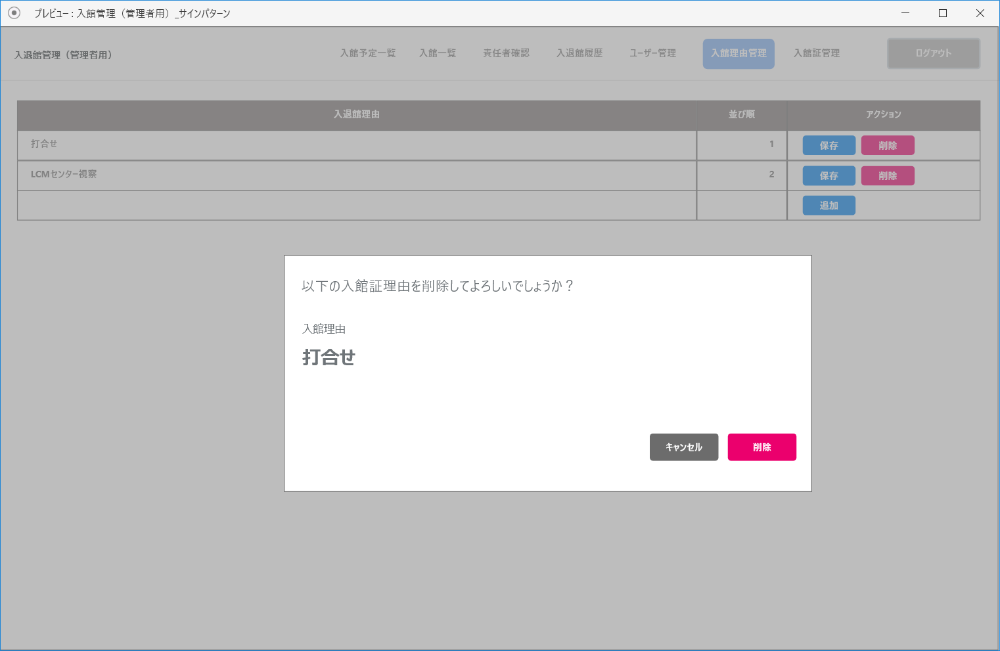 プレビュー : 入館管理（管理者用）_サインパターン
入退館管理（管理者用）
入館予定一覧 入館一覧 責任者確認 入退館履歴 ユーザー管理 入館理由管理 入館証管理 ログアウト
入退館理由 並び順 アクション
打合せ 1 保存 削除
LCMセンター視察 2 保存 削除
追加
以下の入館証理由を削除してよろしいでしょうか？
入館理由
打合せ
キャンセル 削除